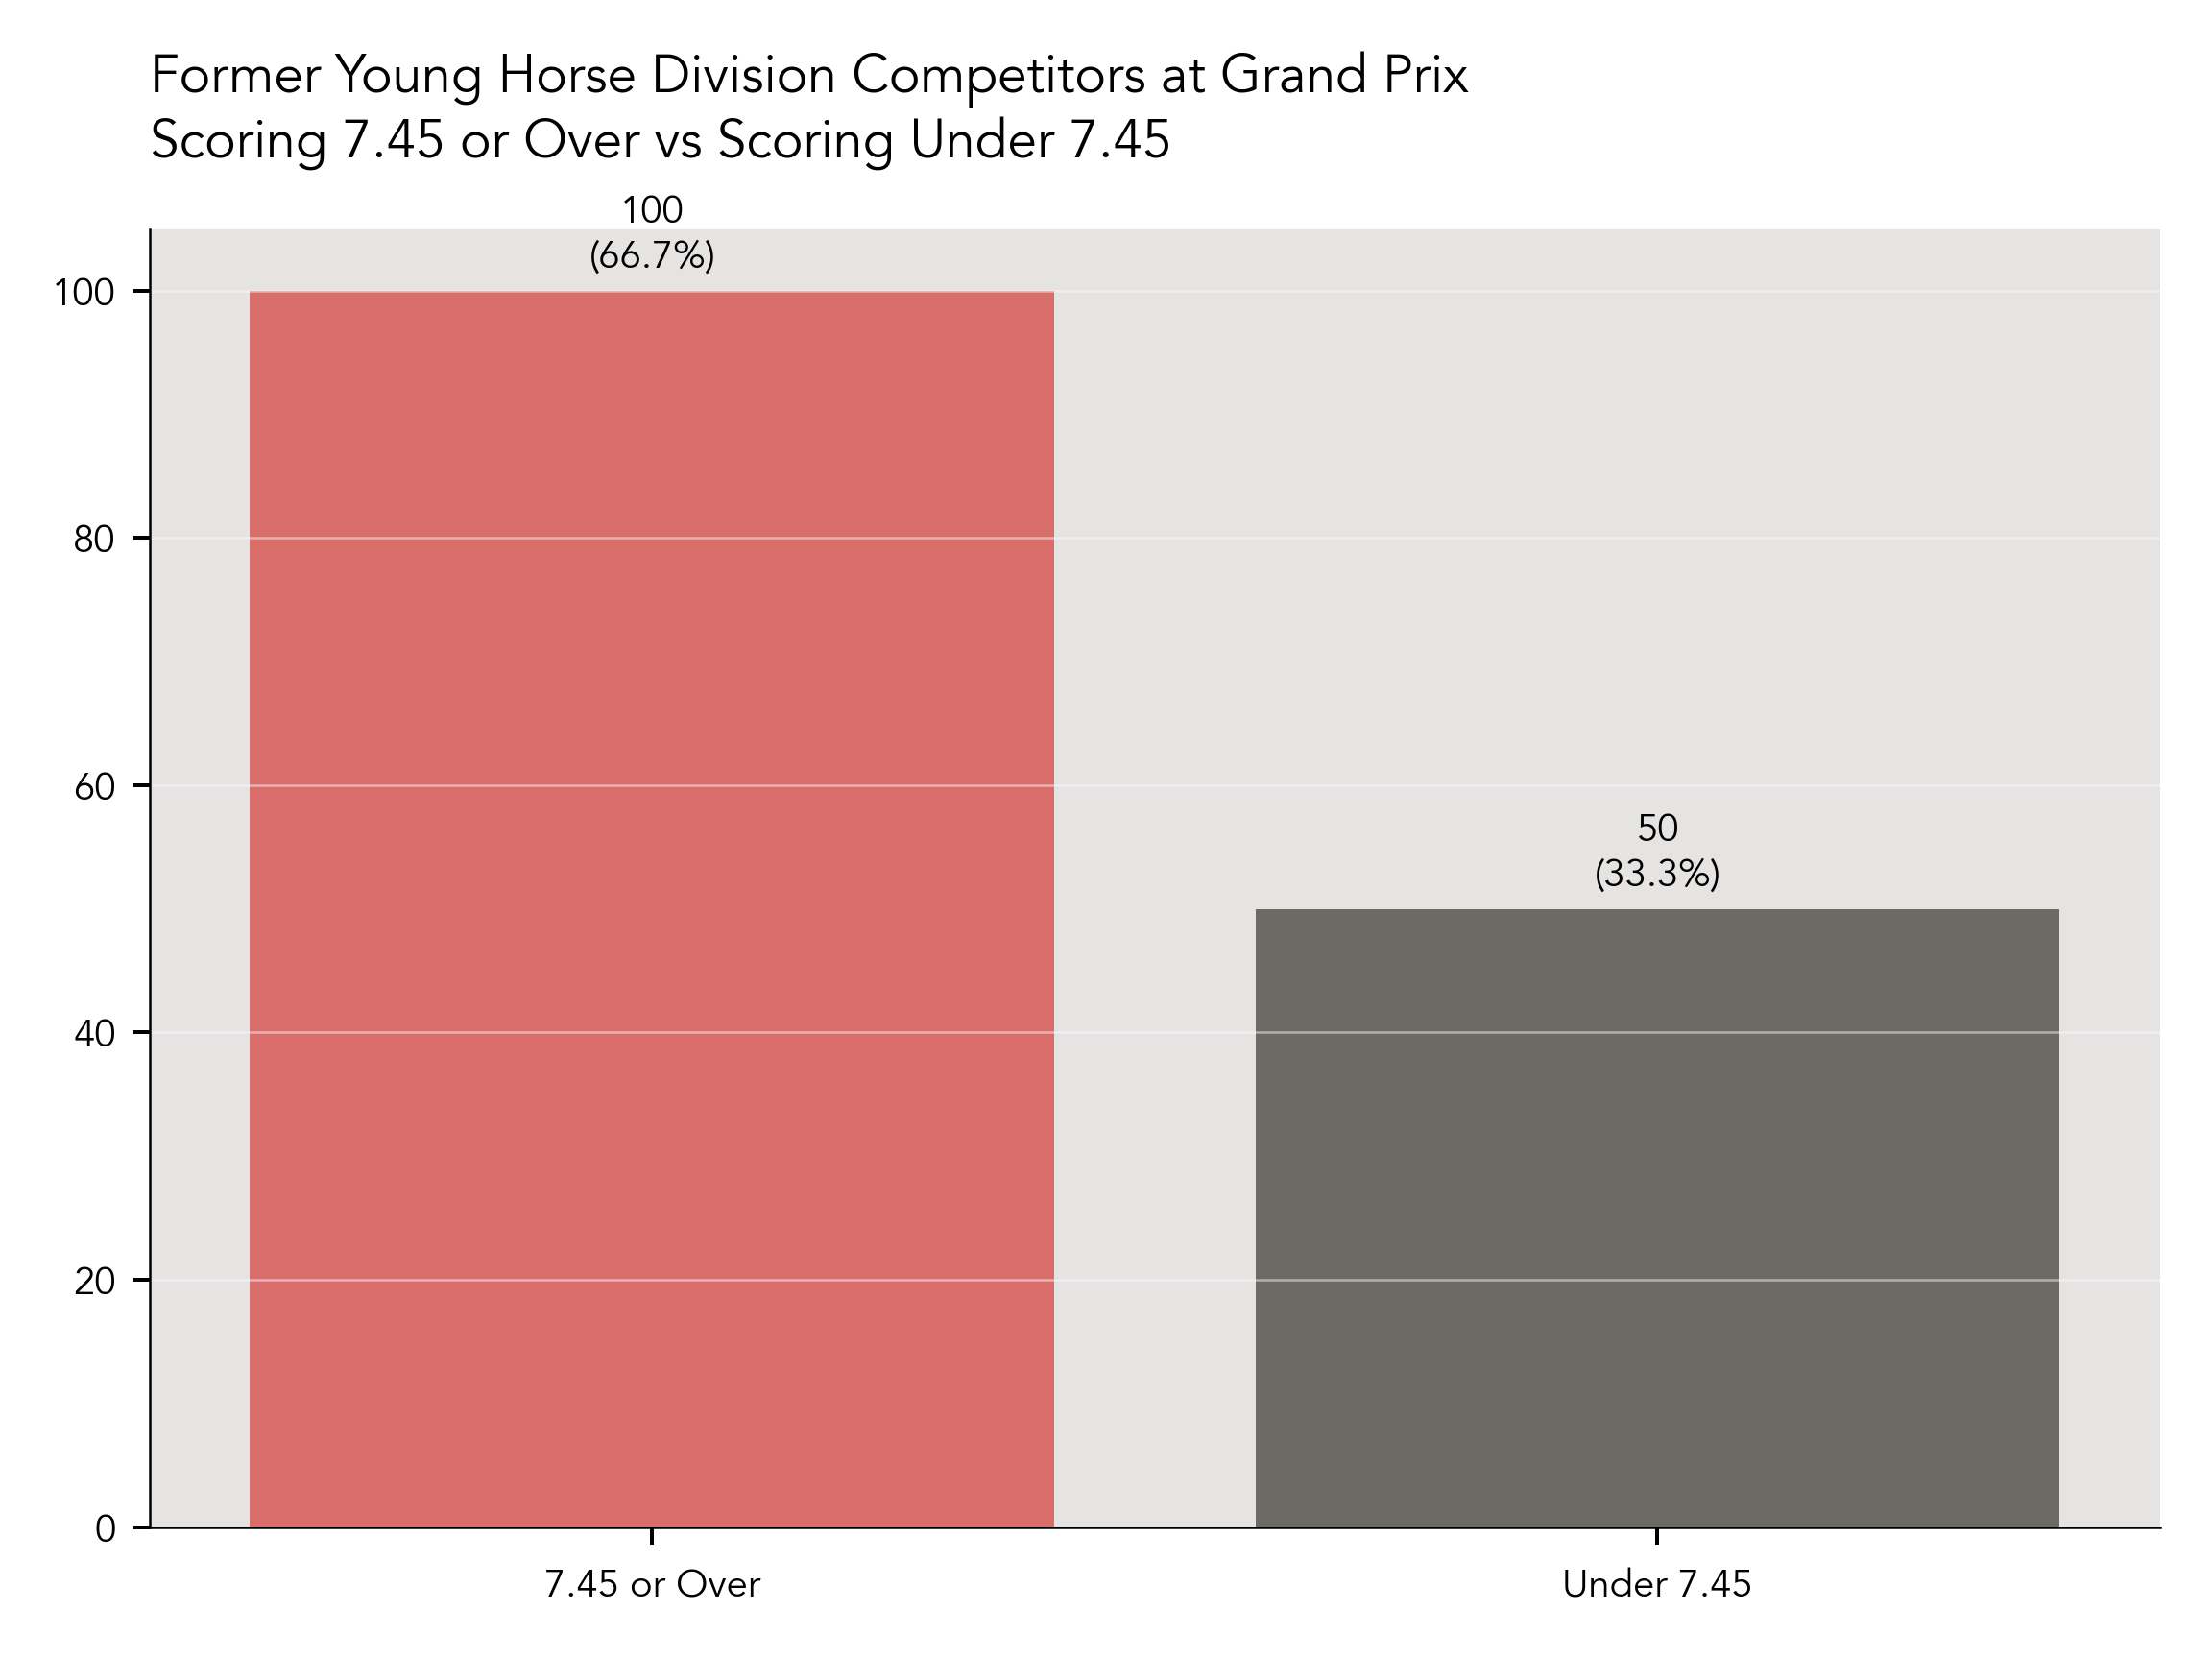 Former Young Horse Division Competitors at Grand Prix
Scoring 7.45 or Over vs Scoring Under 7.45
100
(66.7%)
100
80
60
50
(33.3%)
40
20
0
7.45 or Over
Under 7.45